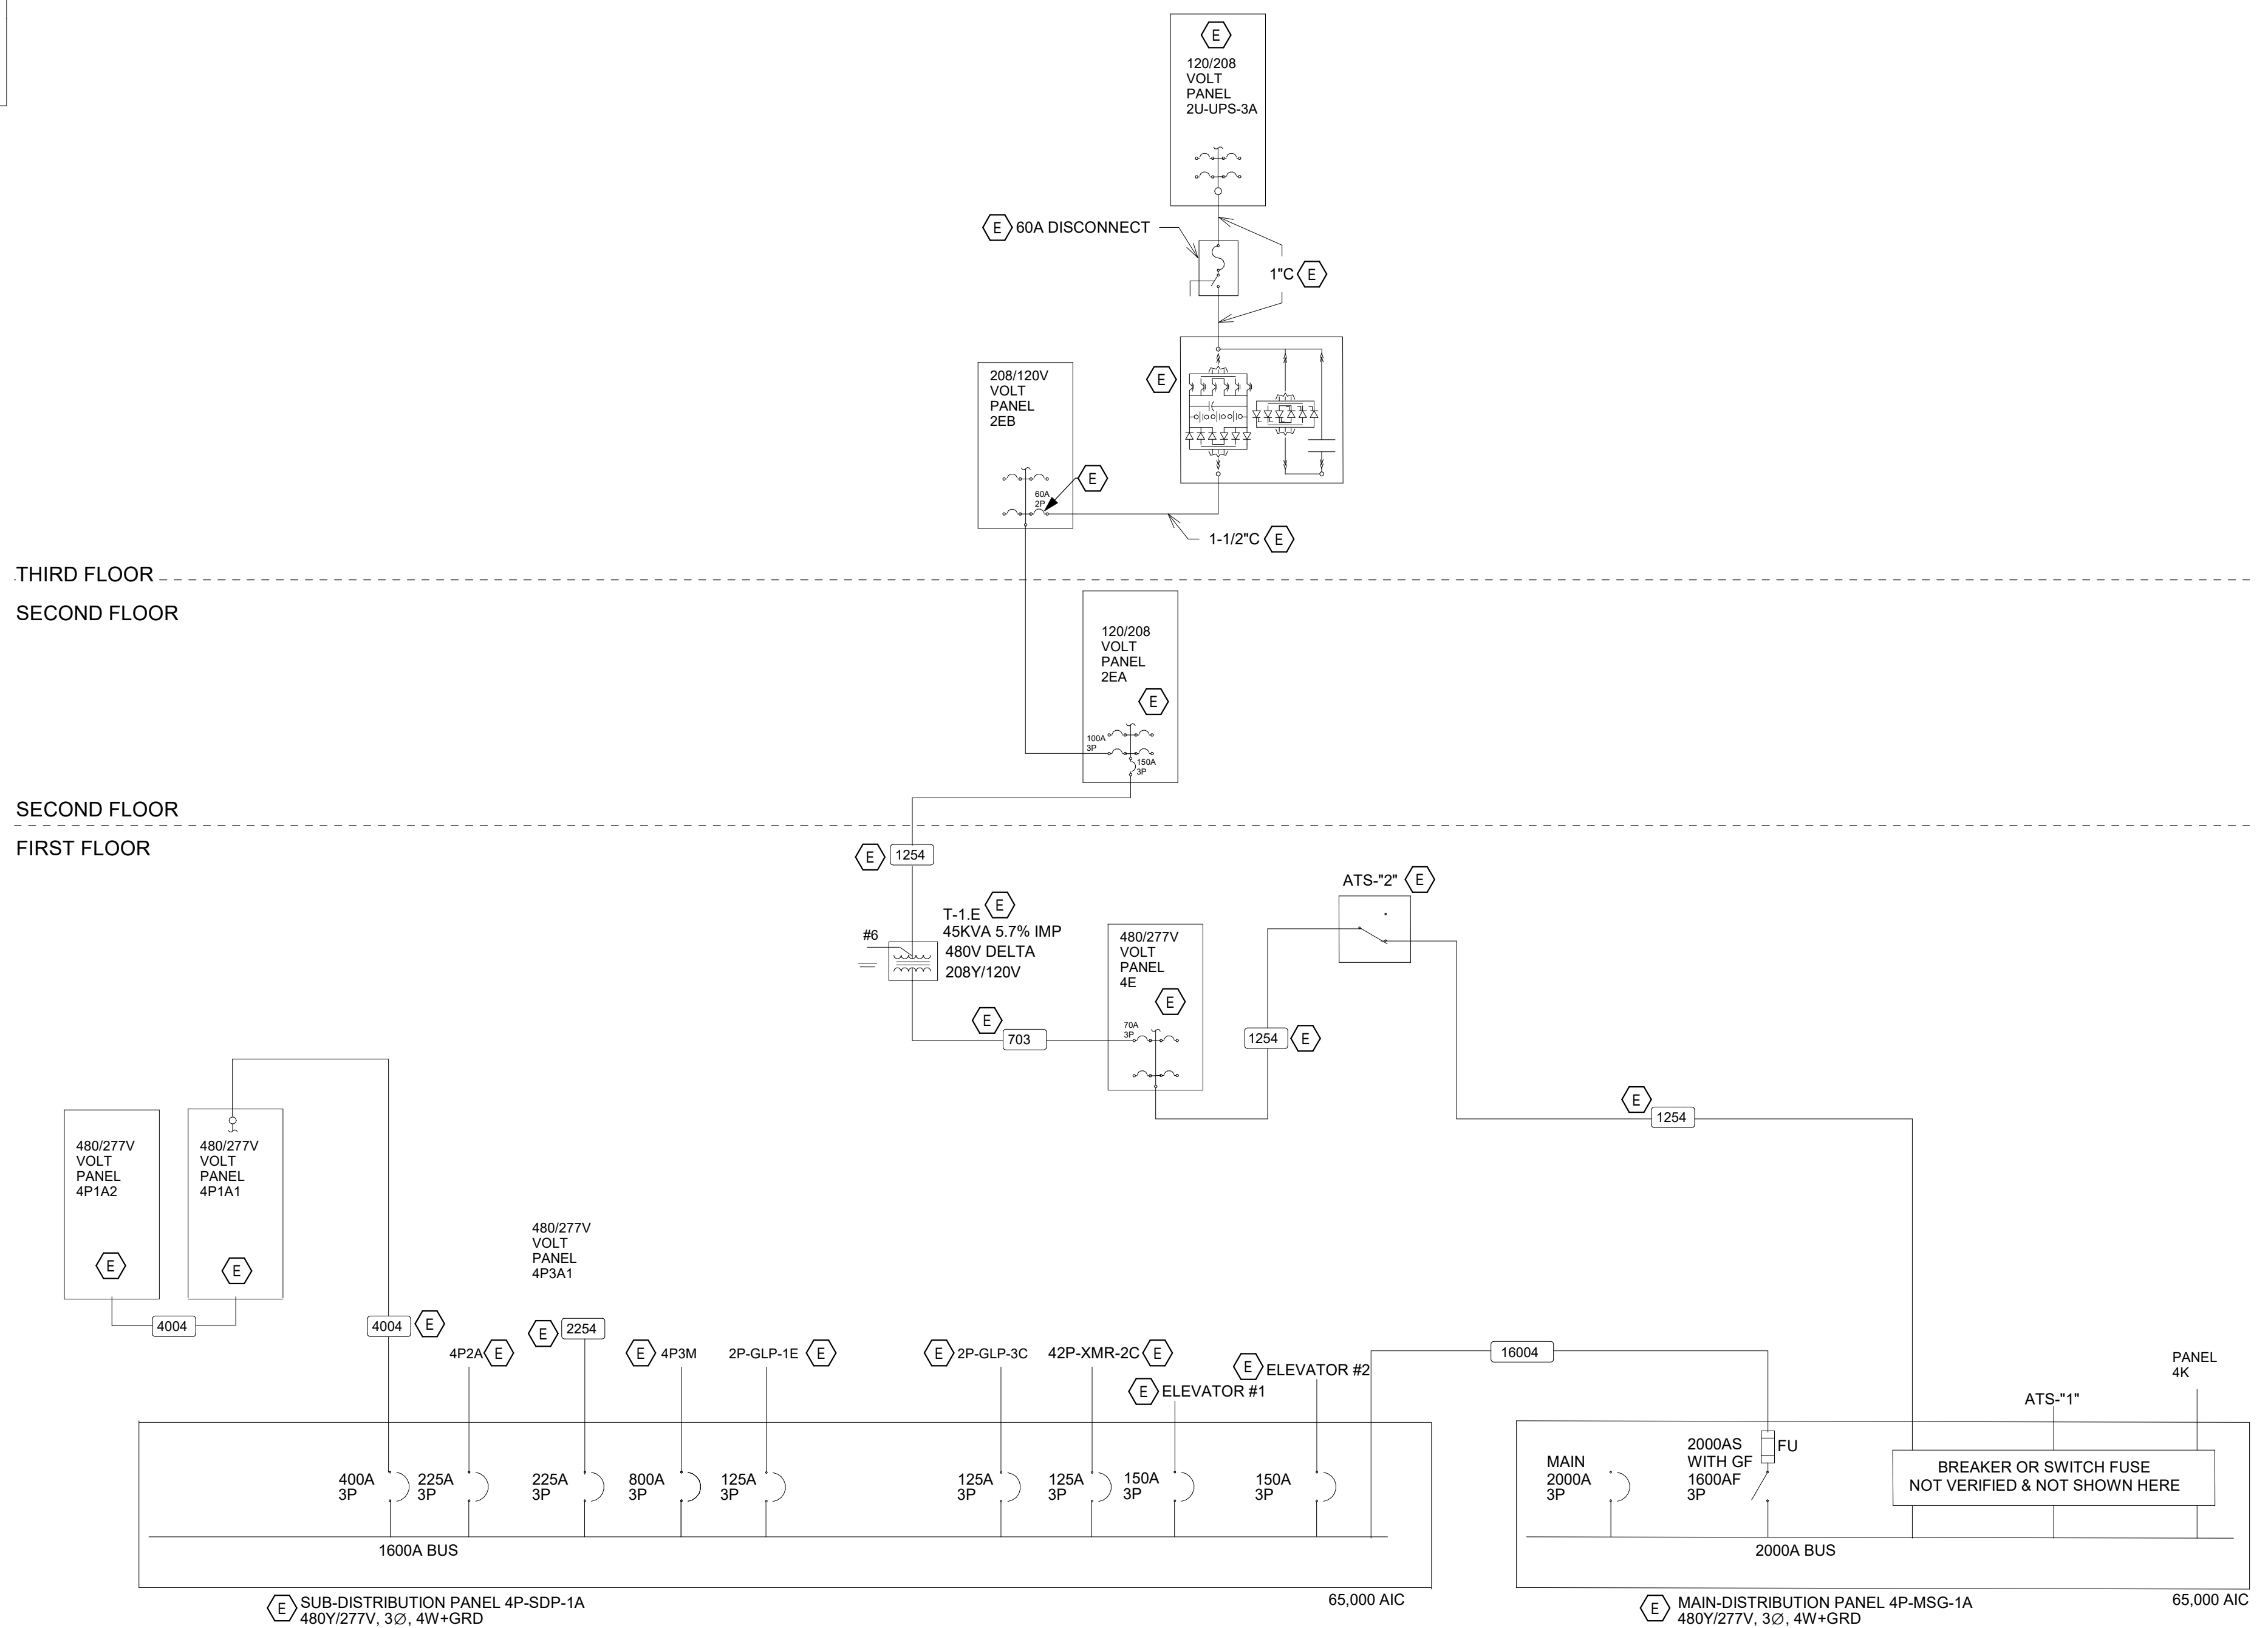 E
120/208
VOLT
PANEL
2U-UPS-3A
E 60A DISCONNECT
1"C E
E
208/120V
VOLT
PANEL
2EB
60A
2P
E
1-1/2"C E
THIRD FLOOR
SECOND FLOOR
120/208
VOLT
PANEL
2EA
E
100A
3P
150A
3P
SECOND FLOOR
FIRST FLOOR
E 1254
T-1.E E
45KVA 5.7% IMP
480V DELTA
208Y/120V
#6
ATS-"2" E
480/277V
VOLT
PANEL
4E
E
70A
3P
E
703
1254 E
E
1254
480/277V
VOLT
PANEL
4P1A2
E
480/277V
VOLT
PANEL
4P1A1
E
4004
4004 E
480/277V
VOLT
PANEL
4P3A1
E 2254
4P2A E
E 4P3M
2P-GLP-1E E
E 2P-GLP-3C
42P-XMR-2C E
E ELEVATOR #1
E ELEVATOR #2
16004
PANEL
4K
ATS-"1"
400A
3P
225A
3P
225A
3P
800A
3P
125A
3P
125A
3P
125A
3P
150A
3P
150A
3P
1600A BUS
E SUB-DISTRIBUTION PANEL 4P-SDP-1A
480Y/277V, 3∅, 4W+GRD
65,000 AIC
MAIN
2000A
3P
2000AS
WITH GF
1600AF
3P
FU
BREAKER OR SWITCH FUSE
NOT VERIFIED & NOT SHOWN HERE
2000A BUS
E MAIN-DISTRIBUTION PANEL 4P-MSG-1A
480Y/277V, 3∅, 4W+GRD
65,000 AIC